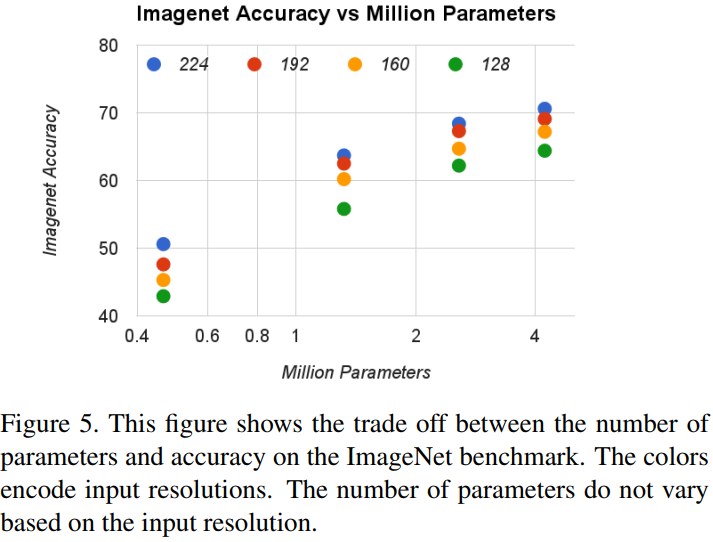 Imagenet Accuracy vs Million Parameters
80
224 192 160 128
70
Imagenet Accuracy
60
50
40
0.4 0.6 0.8 1 2 4
Million Parameters
Figure 5. This figure shows the trade off between the number of
parameters and accuracy on the ImageNet benchmark. The colors
encode input resolutions. The number of parameters do not vary
based on the input resolution.